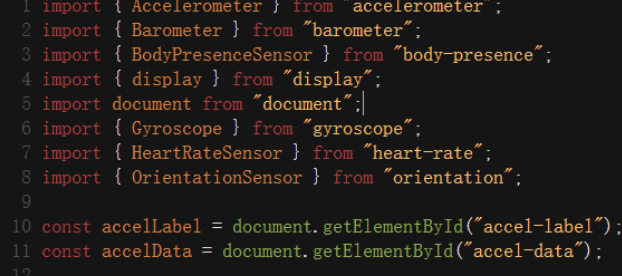 1 import { Accelerometer } from "accelerometer";
2 import { Barometer } from "barometer";
3 import { BodyPresenceSensor } from "body-presence";
4 import { display } from "display";
5 import document from "document";
6 import { Gyroscope } from "gyroscope";
7 import { HeartRateSensor } from "heart-rate";
8 import { OrientationSensor } from "orientation";
9
10 const accelLabel = document.getElementById("accel-label");
11 const accelData = document.getElementById("accel-data");
12